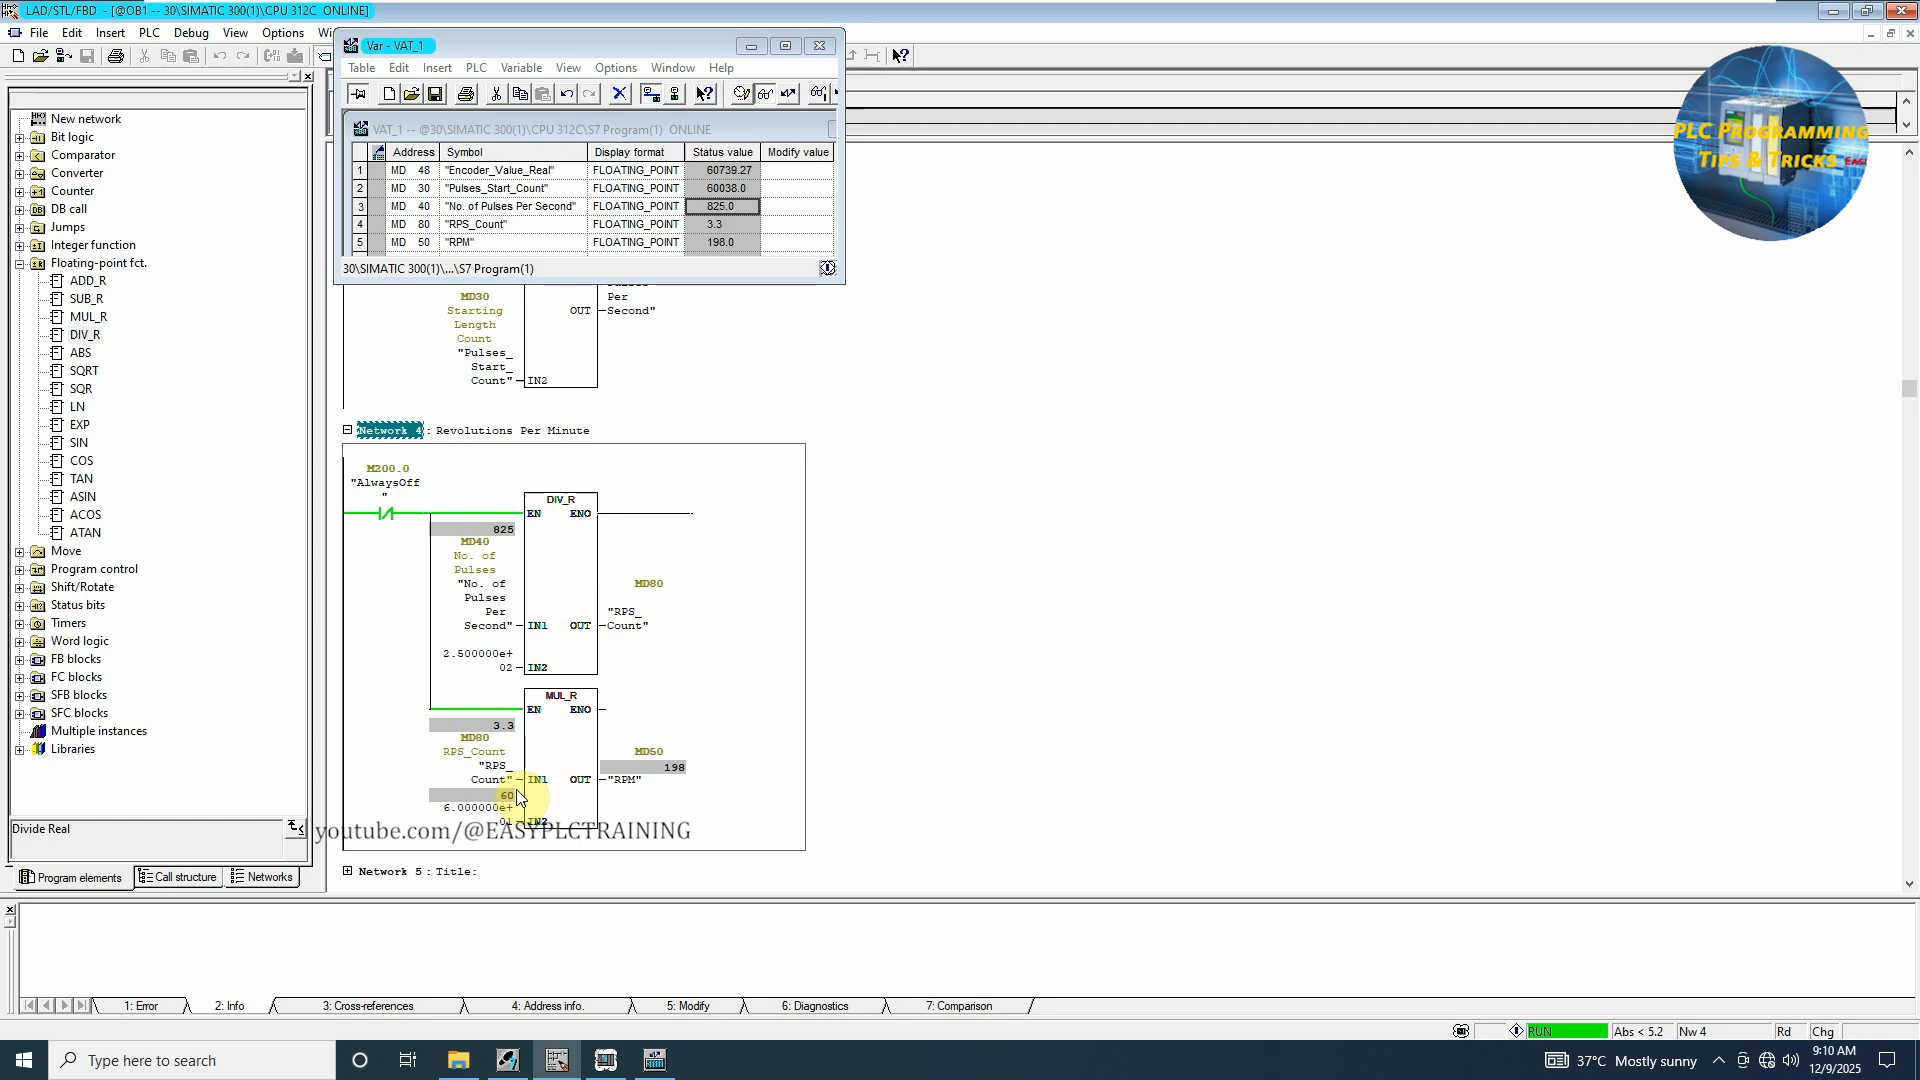 LAD/STL/FBD - [@OB1 -- 30\SIMATIC 300(1)\CPU 312C ONLINE]
File Edit Insert PLC Debug View Options Wi
Var - VAT_1
Table Edit Insert PLC Variable View Options Window Help
VAT_1 -- @30\SIMATIC 300(1)\CPU 312C\S7 Program(1) ONLINE
Address Symbol Display format Status value Modify value
1 MD 48 "Encoder_Value_Real" FLOATING_POINT 60739.27
2 MD 30 "Pulses_Start_Count" FLOATING_POINT 60038.0
3 MD 40 "No. of Pulses Per Second" FLOATING_POINT 825.0
4 MD 80 "RPS_Count" FLOATING_POINT 3.3
5 MD 50 "RPM" FLOATING_POINT 198.0
30\SIMATIC 300(1)\...\S7 Program(1)
PLC PROGRAMMING
TIPS & TRICKS EASY
New network
Bit logic
Comparator
Converter
Counter
DB call
Jumps
Integer function
Floating-point fct.
ADD_R
SUB_R
MUL_R
DIV_R
ABS
SQRT
SQR
LN
EXP
SIN
COS
TAN
ASIN
ACOS
ATAN
Move
Program control
Shift/Rotate
Status bits
Timers
Word logic
FB blocks
FC blocks
SFB blocks
SFC blocks
Multiple instances
Libraries
Divide Real
Program elements Call structure Networks
MD30
Starting
Length
Count
"Pulses_
Start_
Count" IN2
Per
OUT Second"
Network 4: Revolutions Per Minute
M200.0
"AlwaysOff
"
DIV_R
EN ENO
825
MD40
No. of
Pulses
"No. of
Pulses
Per
Second" IN1 OUT
MD80
"RPS_
Count"
2.500000e+
02 IN2
MUL_R
EN ENO
3.3
MD80
RPS_Count
"RPS_
Count" IN1 OUT
MD50
198
"RPM"
60
6.000000e+
01 IN2
youtube.com/@EASYPLCTRAINING
Network 5: Title:
1: Error 2: Info 3: Cross-references 4: Address info. 5: Modify 6: Diagnostics 7: Comparison
RUN Abs < 5.2 Nw 4 Rd Chg
Type here to search
37°C Mostly sunny
9:10 AM
12/9/2025